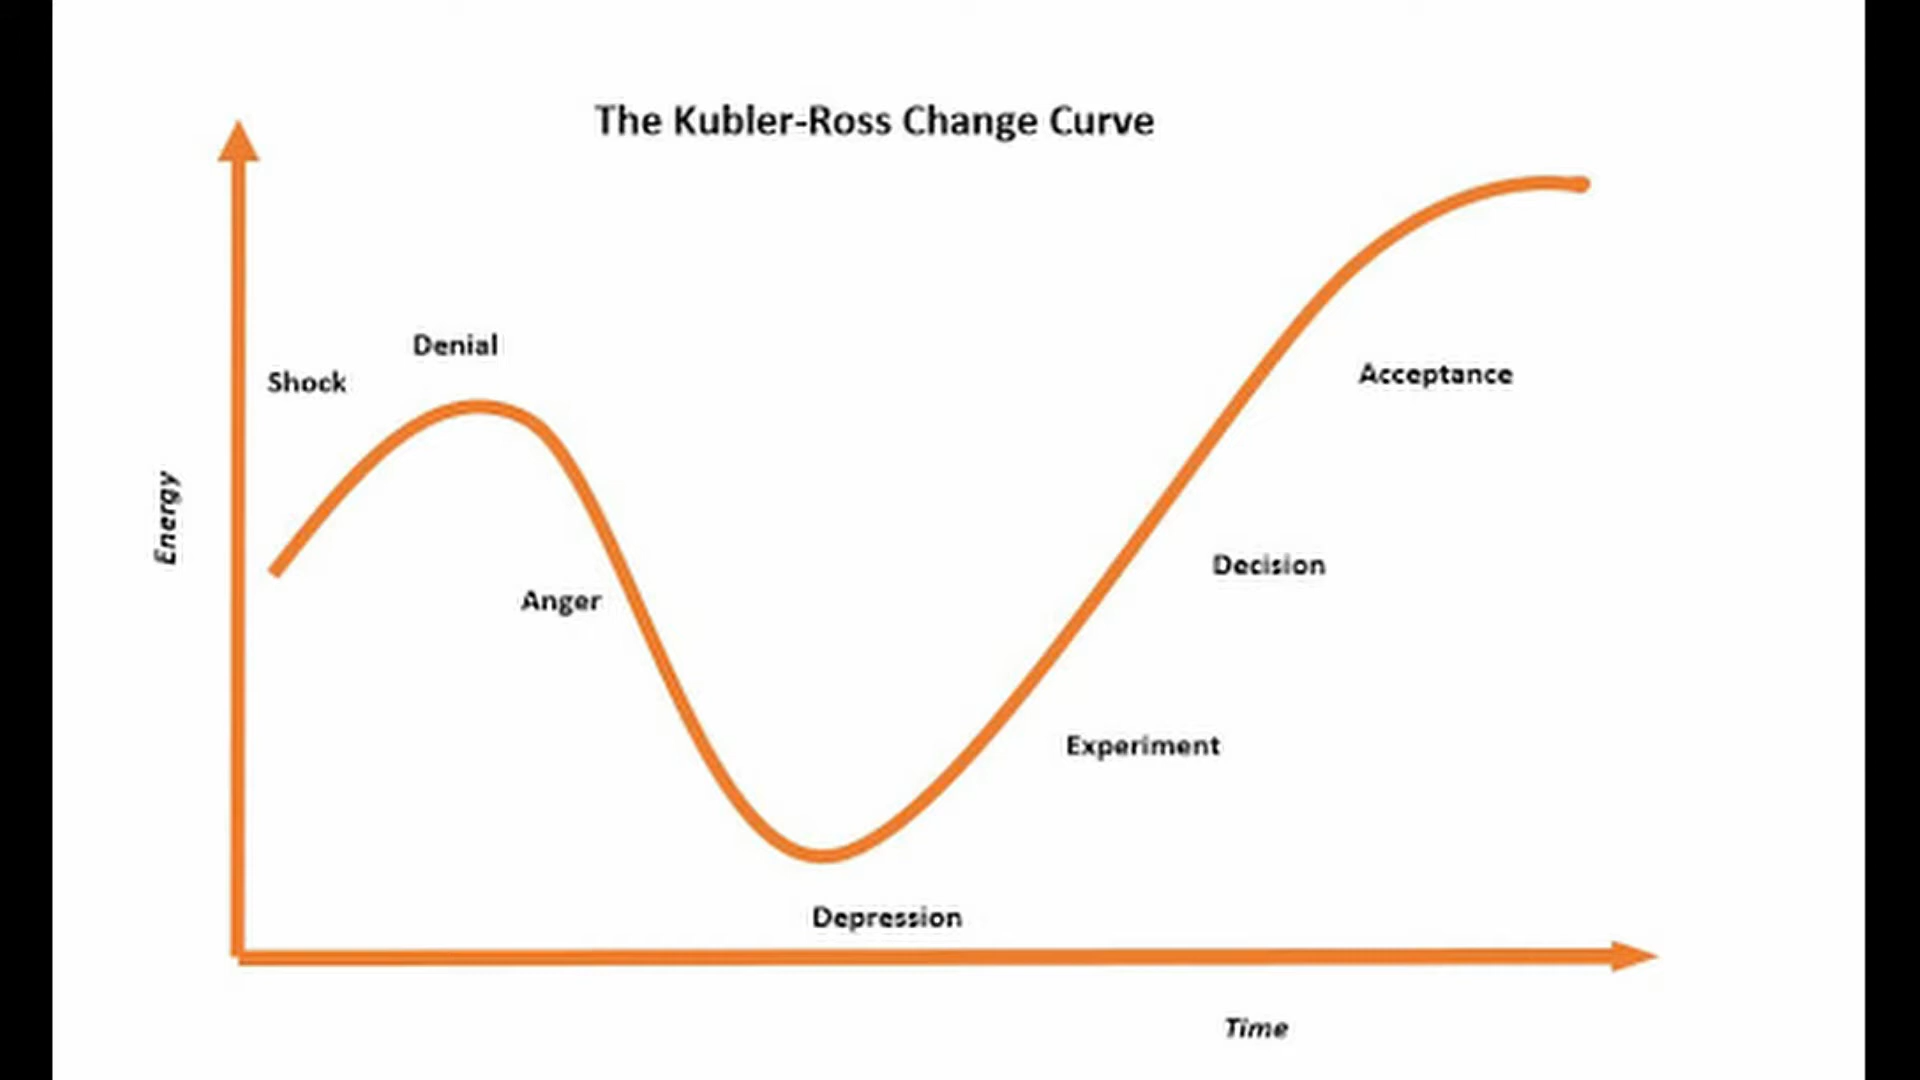 The Kubler-Ross Change Curve
Denial
Shock
Acceptance
Energy
Decision
Anger
Experiment
Depression
Time